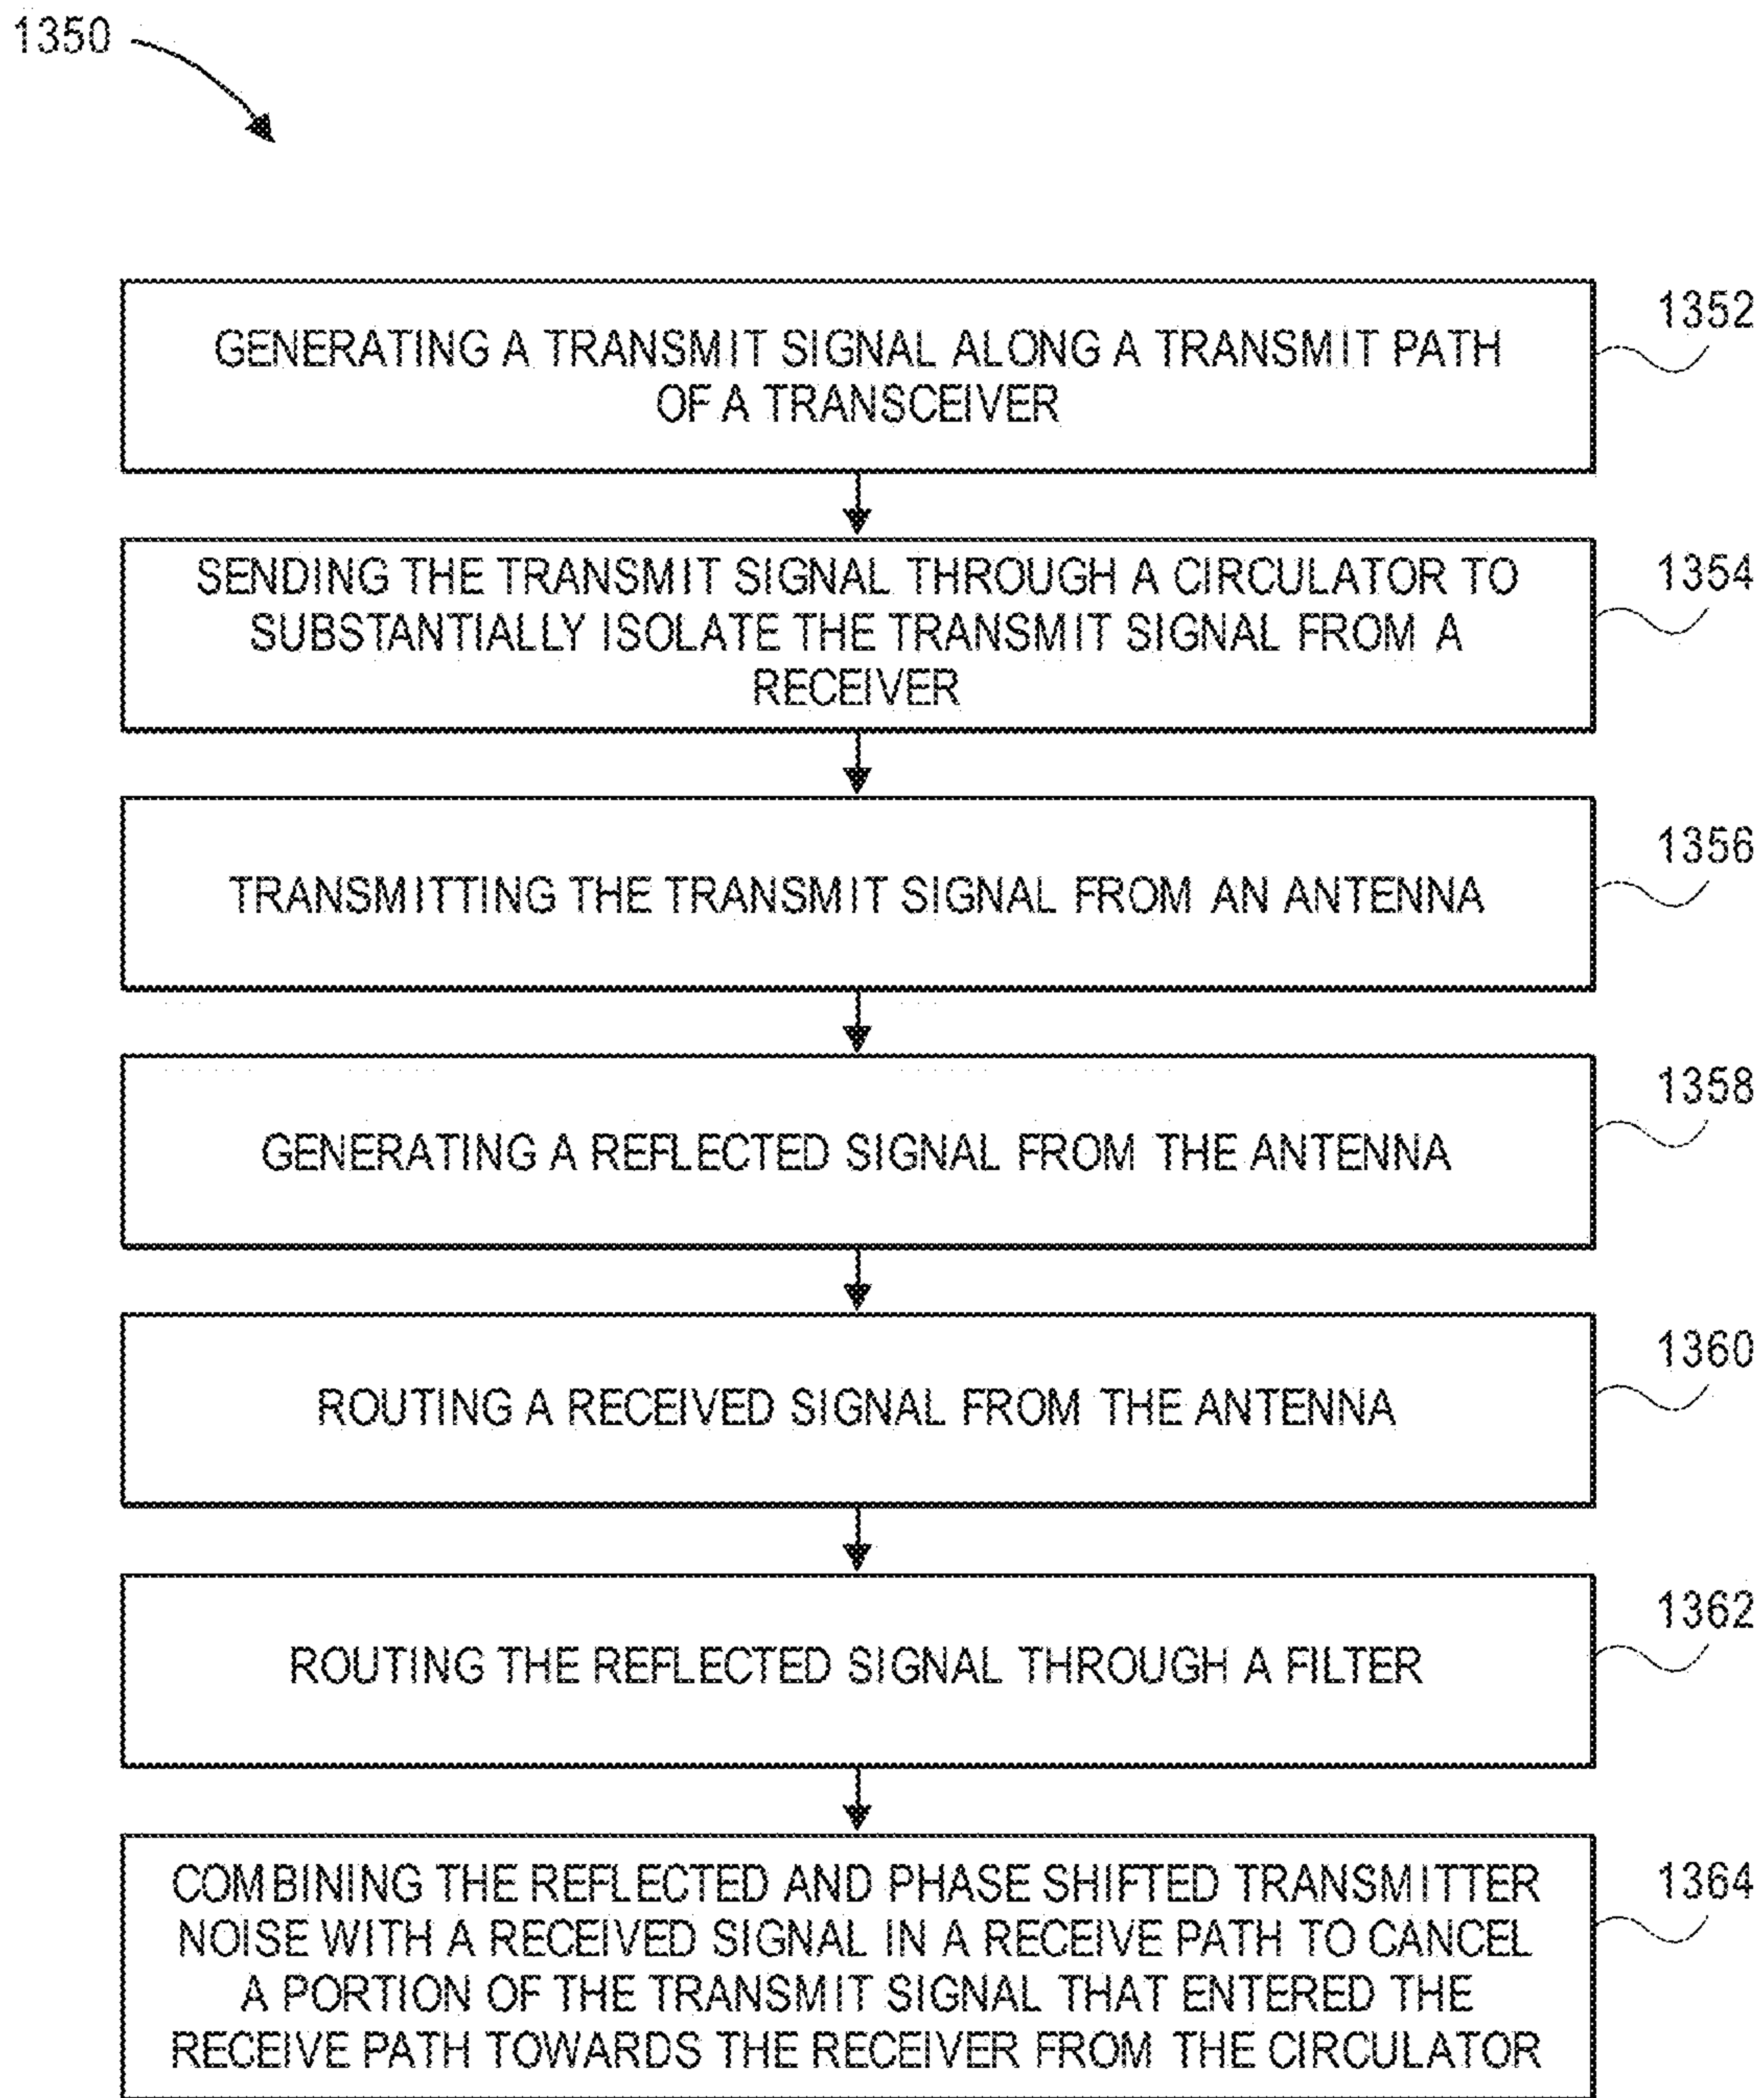 1350
GENERATING A TRANSMIT SIGNAL ALONG A TRANSMIT PATH
OF A TRANSCEIVER
1352
SENDING THE TRANSMIT SIGNAL THROUGH A CIRCULATOR TO
SUBSTANTIALLY ISOLATE THE TRANSMIT SIGNAL FROM A
RECEIVER
1354
TRANSMITTING THE TRANSMIT SIGNAL FROM AN ANTENNA
1356
GENERATING A REFLECTED SIGNAL FROM THE ANTENNA
1358
ROUTING A RECEIVED SIGNAL FROM THE ANTENNA
1360
ROUTING THE REFLECTED SIGNAL THROUGH A FILTER
1362
COMBINING THE REFLECTED AND PHASE SHIFTED TRANSMITTER
NOISE WITH A RECEIVED SIGNAL IN A RECEIVE PATH TO CANCEL
A PORTION OF THE TRANSMIT SIGNAL THAT ENTERED THE
RECEIVE PATH TOWARDS THE RECEIVER FROM THE CIRCULATOR
1364